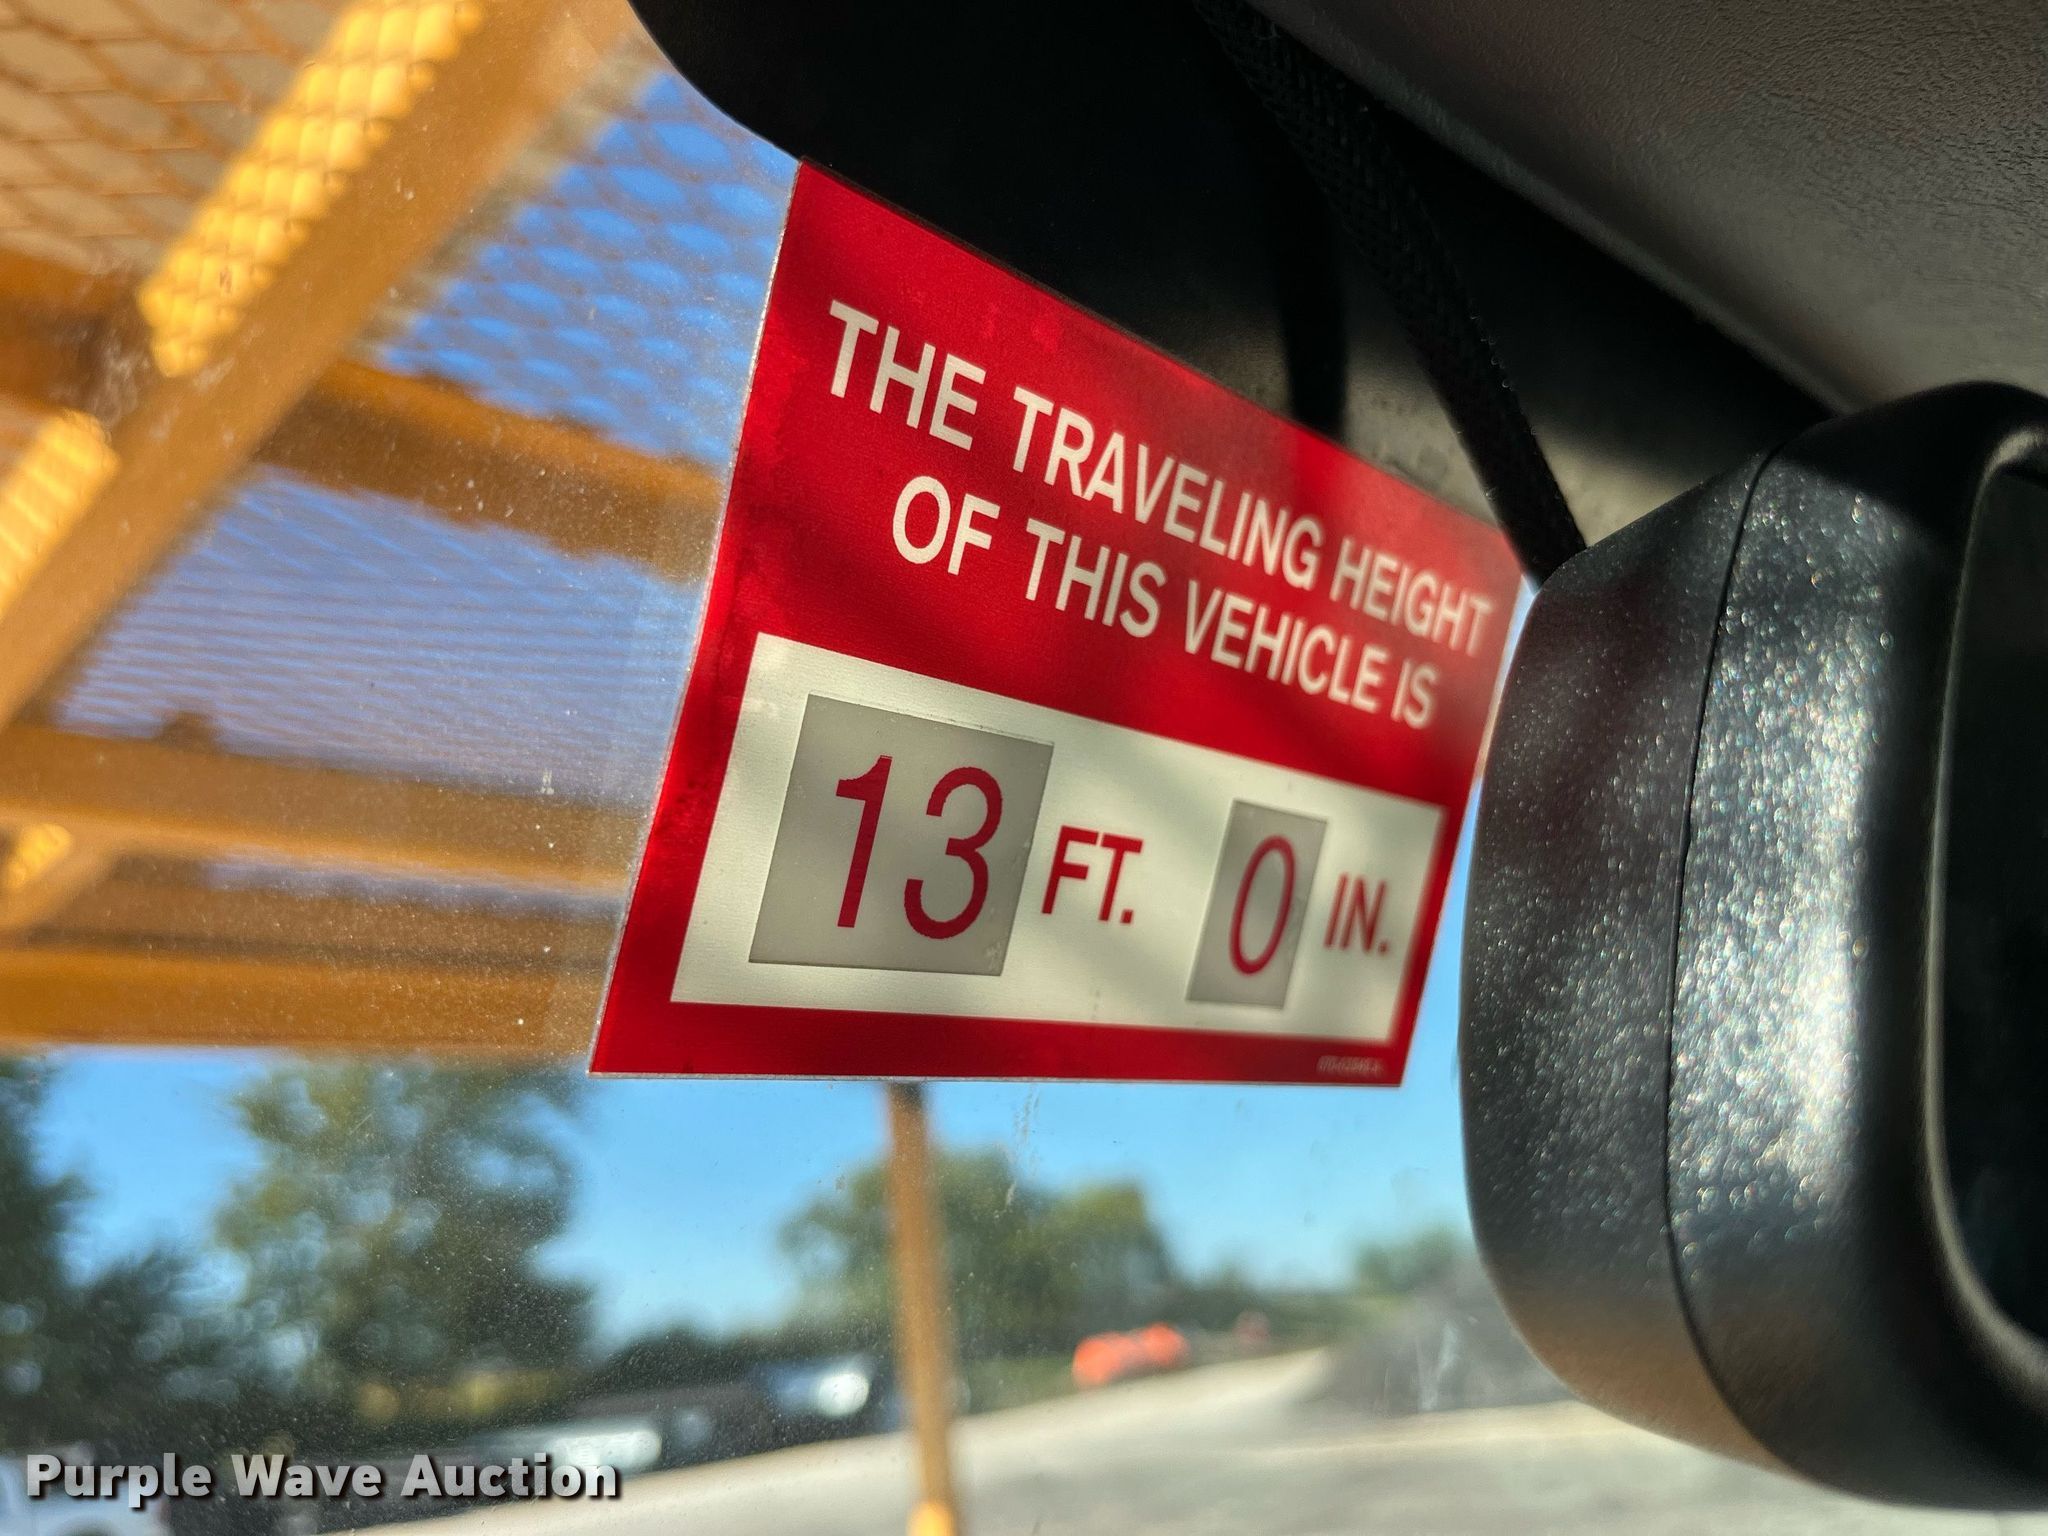 THE TRAVELING HEIGHT
OF THIS VEHICLE IS
13 FT. 0 IN.
Purple Wave Auction